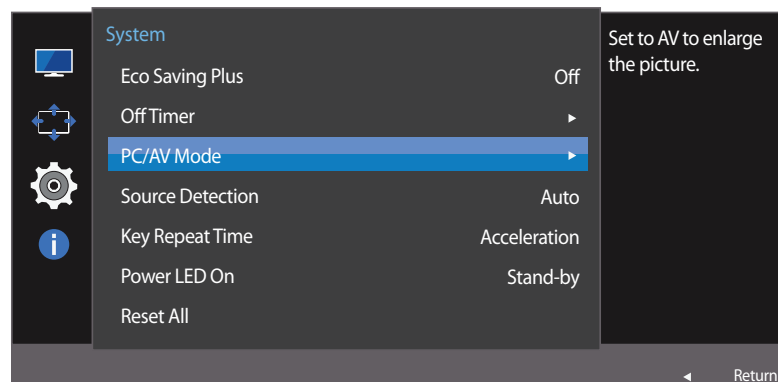 System
Eco Saving Plus Off
Off Timer ►
PC/AV Mode ►
Source Detection Auto
Key Repeat Time Acceleration
Power LED On Stand-by
Reset All
Set to AV to enlarge
the picture.
◄ Return